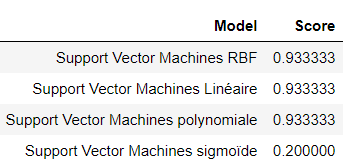 Model Score
Support Vector Machines RBF 0.933333
Support Vector Machines Linéaire 0.933333
Support Vector Machines polynomiale 0.933333
Support Vector Machines sigmoïde 0.200000